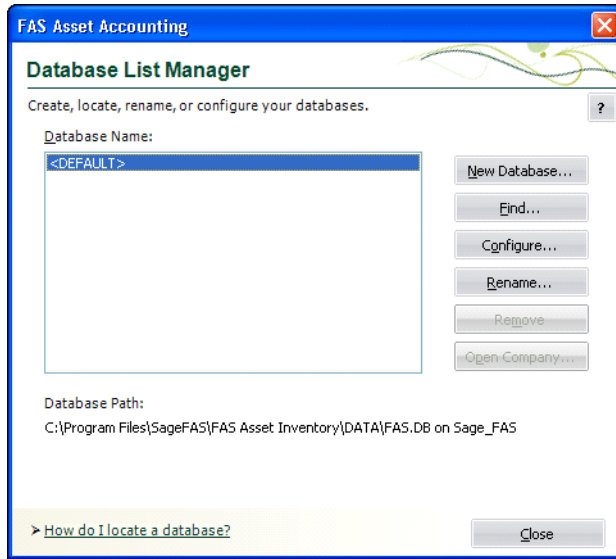 FAS Asset Accounting
Database List Manager
Create, locate, rename, or configure your databases.
?
Database Name:
<DEFAULT>
New Database...
Find...
Configure...
Rename...
Remove
Open Company...
Database Path:
C:\Program Files\SageFAS\FAS Asset Inventory\DATA\FAS.DB on Sage_FAS
➤ How do I locate a database?
Close